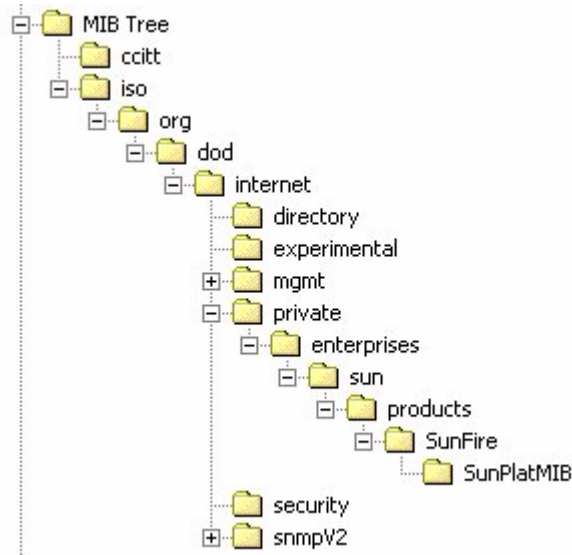 MIB Tree
ccitt
iso
org
dod
internet
directory
experimental
mgmt
private
enterprises
sun
products
SunFire
SunPlatMIB
security
snmpV2